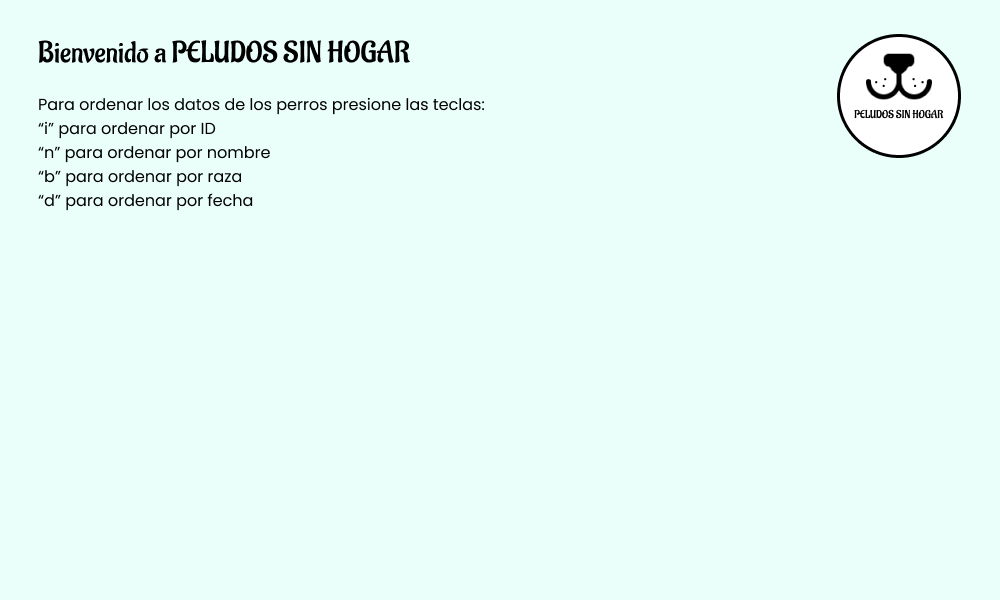 Bienvenido a PELUDOS SIN HOGAR
PELUDOS SIN HOGAR
Para ordenar los datos de los perros presione las teclas:
“i” para ordenar por ID
“n” para ordenar por nombre
“b” para ordenar por raza
“d” para ordenar por fecha